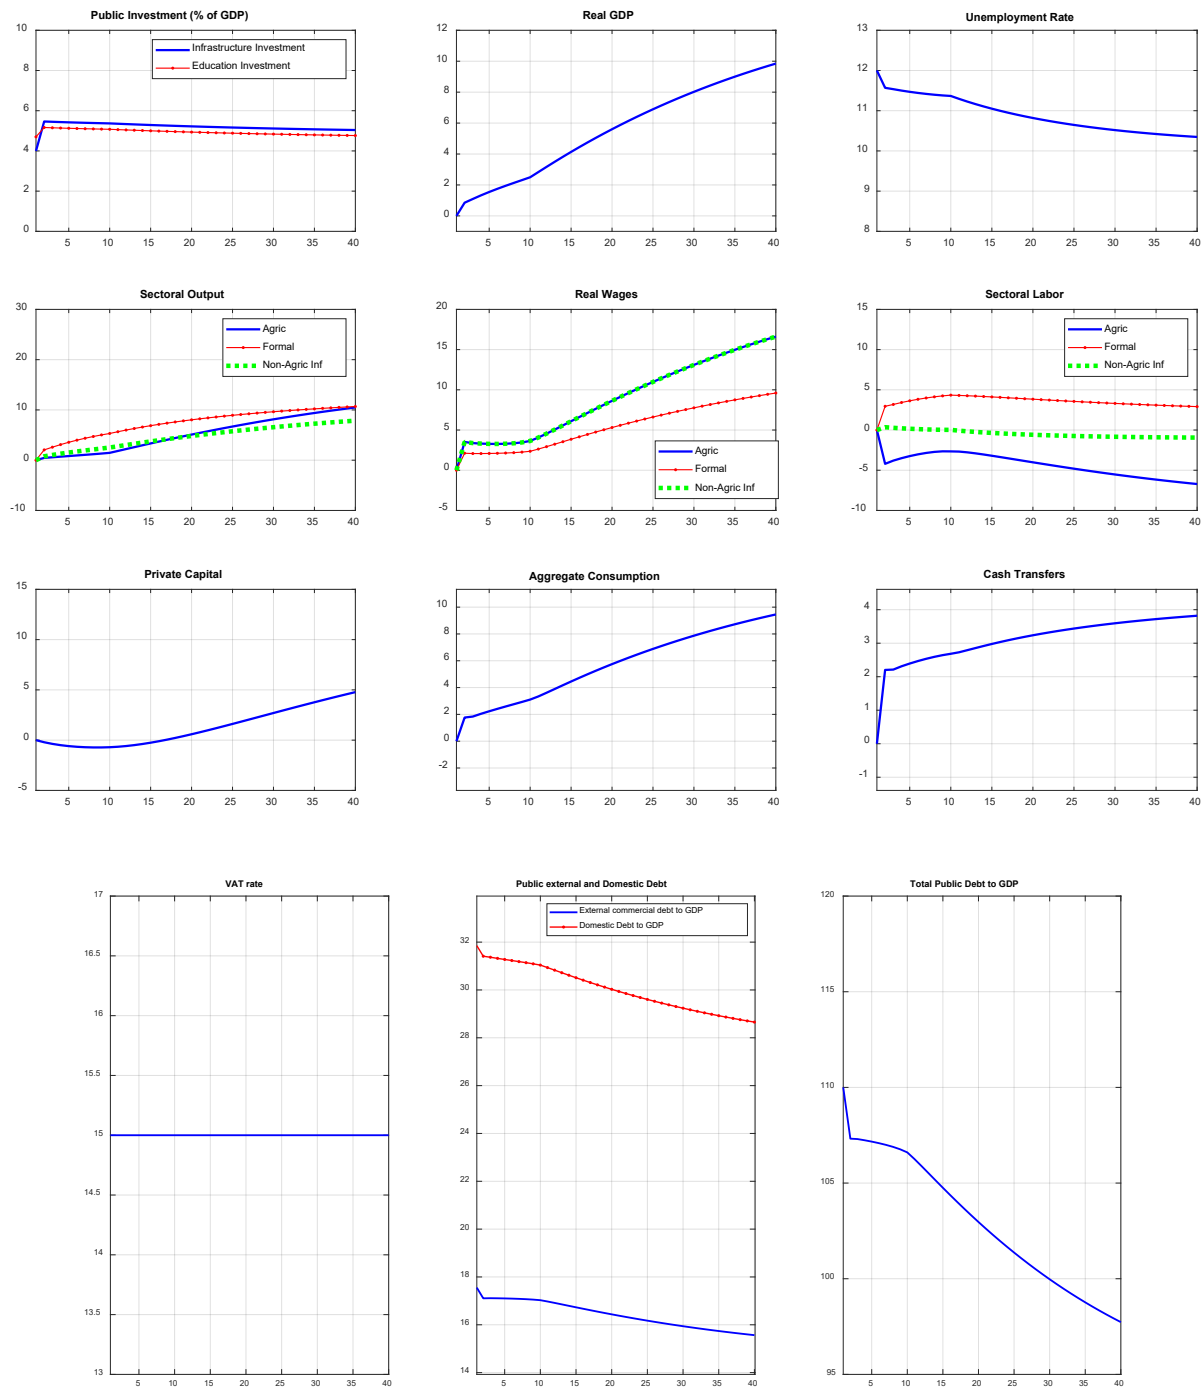 Public Investment (% of GDP)
10
8
6
4
2
0
5 10 15 20 25 30 35 40
Infrastructure Investment
Education Investment
Real GDP
12
10
8
6
4
2
0
5 10 15 20 25 30 35 40
Unemployment Rate
13
12
11
10
9
8
5 10 15 20 25 30 35 40
Sectoral Output
30
20
10
0
-10
5 10 15 20 25 30 35 40
Agric
Formal
Non-Agric Inf
Real Wages
20
15
10
5
0
-5
5 10 15 20 25 30 35 40
Agric
Formal
Non-Agric Inf
Sectoral Labor
15
10
5
0
-5
-10
5 10 15 20 25 30 35 40
Agric
Formal
Non-Agric Inf
Private Capital
15
10
5
0
-5
5 10 15 20 25 30 35 40
Aggregate Consumption
10
8
6
4
2
0
-2
5 10 15 20 25 30 35 40
Cash Transfers
4
3
2
1
0
-1
5 10 15 20 25 30 35 40
VAT rate
17
16.5
16
15.5
15
14.5
14
13.5
13
5 10 15 20 25 30 35 40
Public external and Domestic Debt
External commercial debt to GDP
Domestic Debt to GDP
32
30
28
26
24
22
20
18
16
14
5 10 15 20 25 30 35 40
Total Public Debt to GDP
120
115
110
105
100
95
5 10 15 20 25 30 35 40